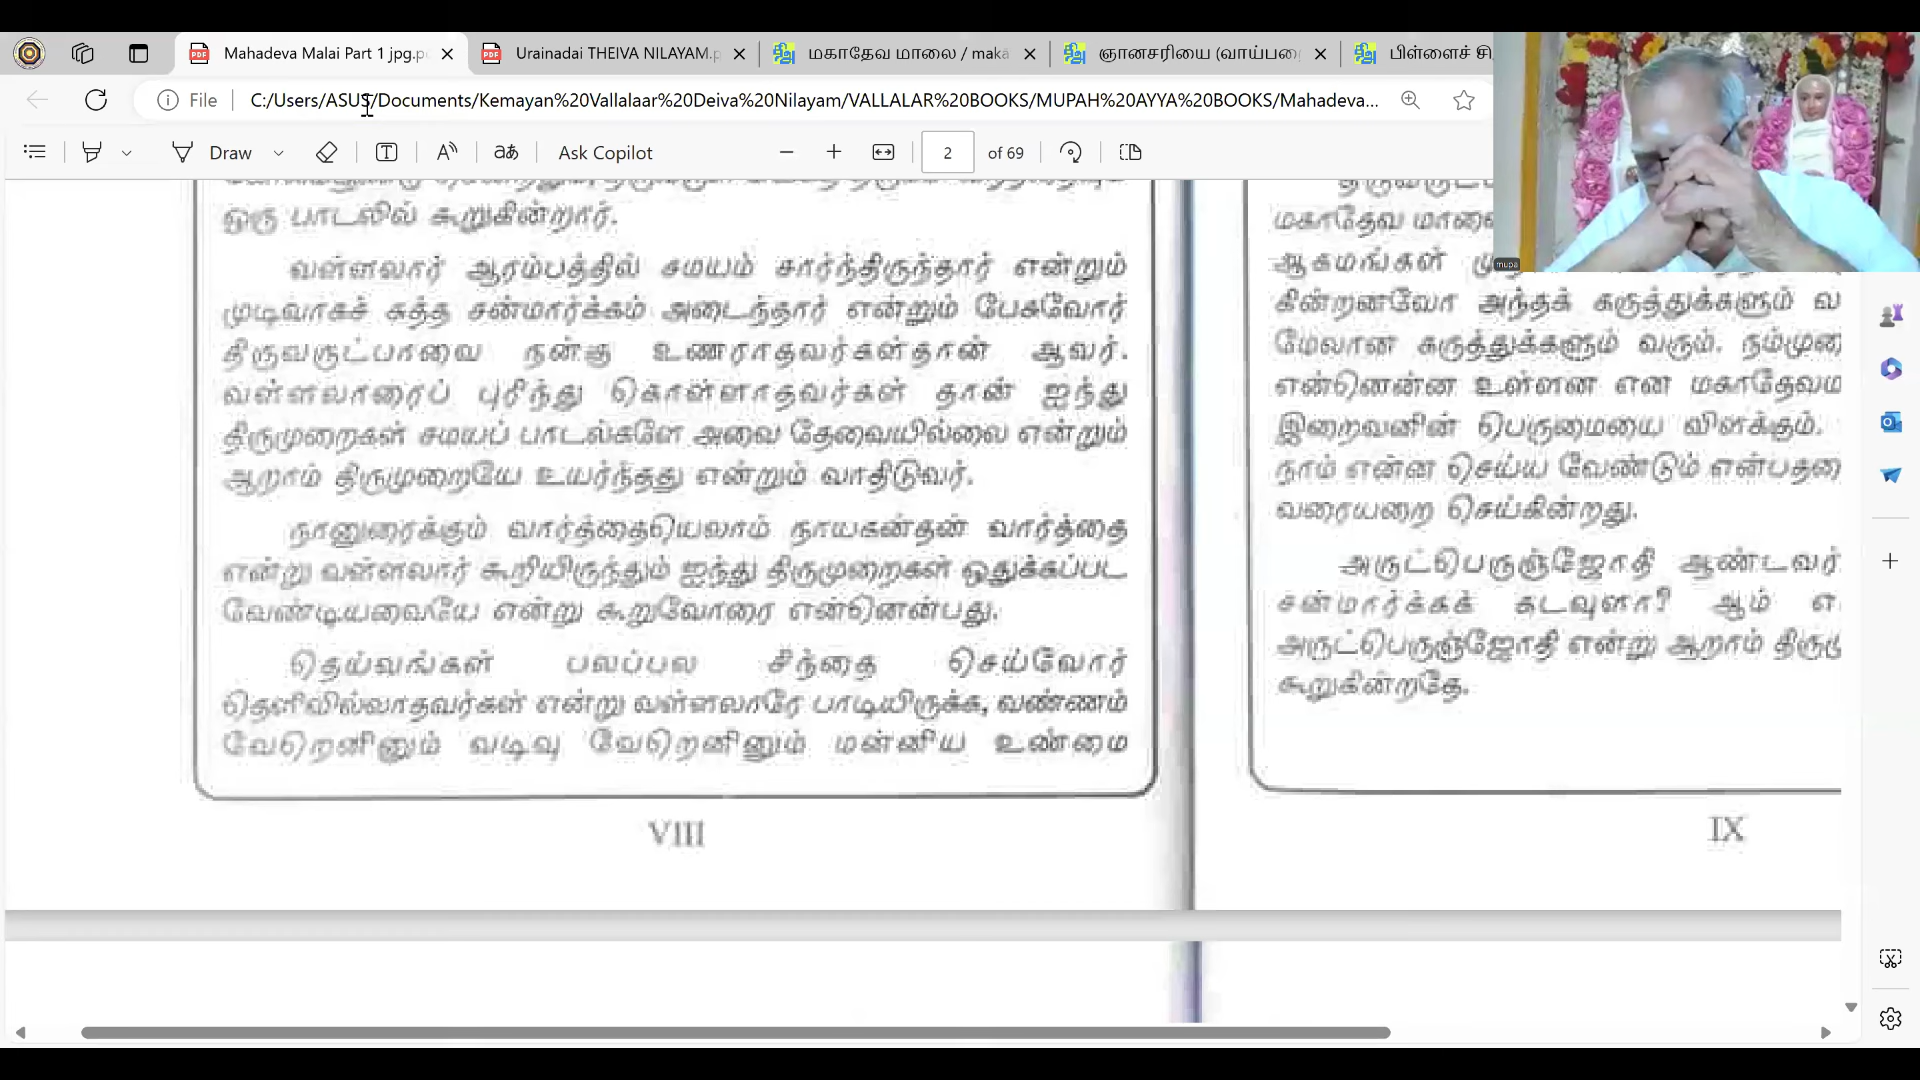 Mahadeva Malai Part 1 jpg.p
Urainadai THEIVA NILAYAM.p
மகாதேவ மாலை / maka
ஞானசரியை (வாய்பறை
பிள்ளைச் சி
File
C:/Users/ASUS/Documents/Kemayan%20Vallalaar%20Deiva%20Nilayam/VALLALAR%20BOOKS/MUPAH%20AYYA%20BOOKS/Mahadeva...
Draw
Ask Copilot
2 of 69
mupa
ஒரு பாடலில் கூறுகின்றார்.
வள்ளலார் ஆரம்பத்தில் சமயம் சார்ந்திருந்தார் என்றும்
முடிவாகச் சுத்த சன்மார்க்கம் அடைந்தார் என்றும் பேசுவோர்
திருவருட்பாவை நன்கு உணராதவர்கள்தான் ஆவர்.
வள்ளலாரைப் புரிந்து கொள்ளாதவர்கள் தான் ஐந்து
திருமுறைகள் சமயப் பாடல்களே அவை தேவையில்லை என்றும்
ஆறாம் திருமுறையே உயர்ந்தது என்றும் வாதிடுவர்.
நானுரைக்கும் வார்த்தையெலாம் நாயகன்தன் வார்த்தை
என்று வள்ளலார் கூறியிருந்தும் ஐந்து திருமுறைகள் ஒதுக்கப்பட
வேண்டியவையே என்று கூறுவோரை என்னென்பது.
தெய்வங்கள் பலப்பல சிந்தை செய்வோர்
தெளிவில்லாதவர்கள் என்று வள்ளலாரே பாடியிருக்க, வண்ணம்
வேறெனினும் வடிவு வேறெனினும் மன்னிய உண்மை
VIII
மகாதேவ மாலை
ஆகமங்கள் மு
கின்றனவோ அந்தக் கருத்துக்களும் வ
மேலான கருத்துக்களும் வரும். நம்முன
என்னென்ன உள்ளன என மகாதேவம
இறைவனின் பெருமையை விளக்கும்.
நாம் என்ன செய்ய வேண்டும் என்பதை
வரையறை செய்கின்றது.
அருட்பெருஞ்ஜோதி ஆண்டவர்
சன்மார்க்கக் கடவுளா? ஆம் எ
அருட்பெருஞ்ஜோதி என்று ஆறாம் திருமு
கூறுகின்றதே.
IX